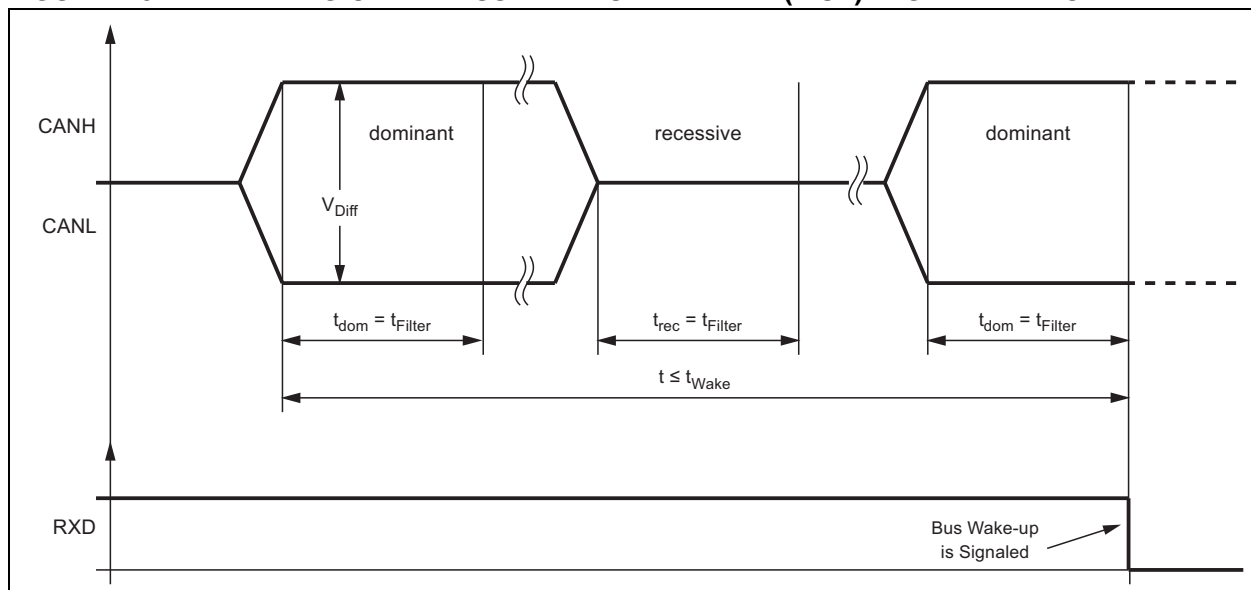 CANH
CANL
dominant
recessive
dominant
V_Diff
t_dom = t_Filter
t_rec = t_Filter
t_dom = t_Filter
t ≤ t_Wake
RXD
Bus Wake-up
is Signaled